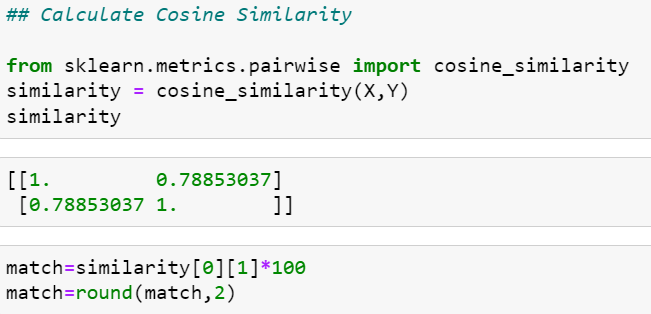 ## Calculate Cosine Similarity
from sklearn.metrics.pairwise import cosine_similarity
similarity = cosine_similarity(X,Y)
similarity
[[1.         0.78853037]
 [0.78853037 1.        ]]
match=similarity[0][1]*100
match=round(match,2)